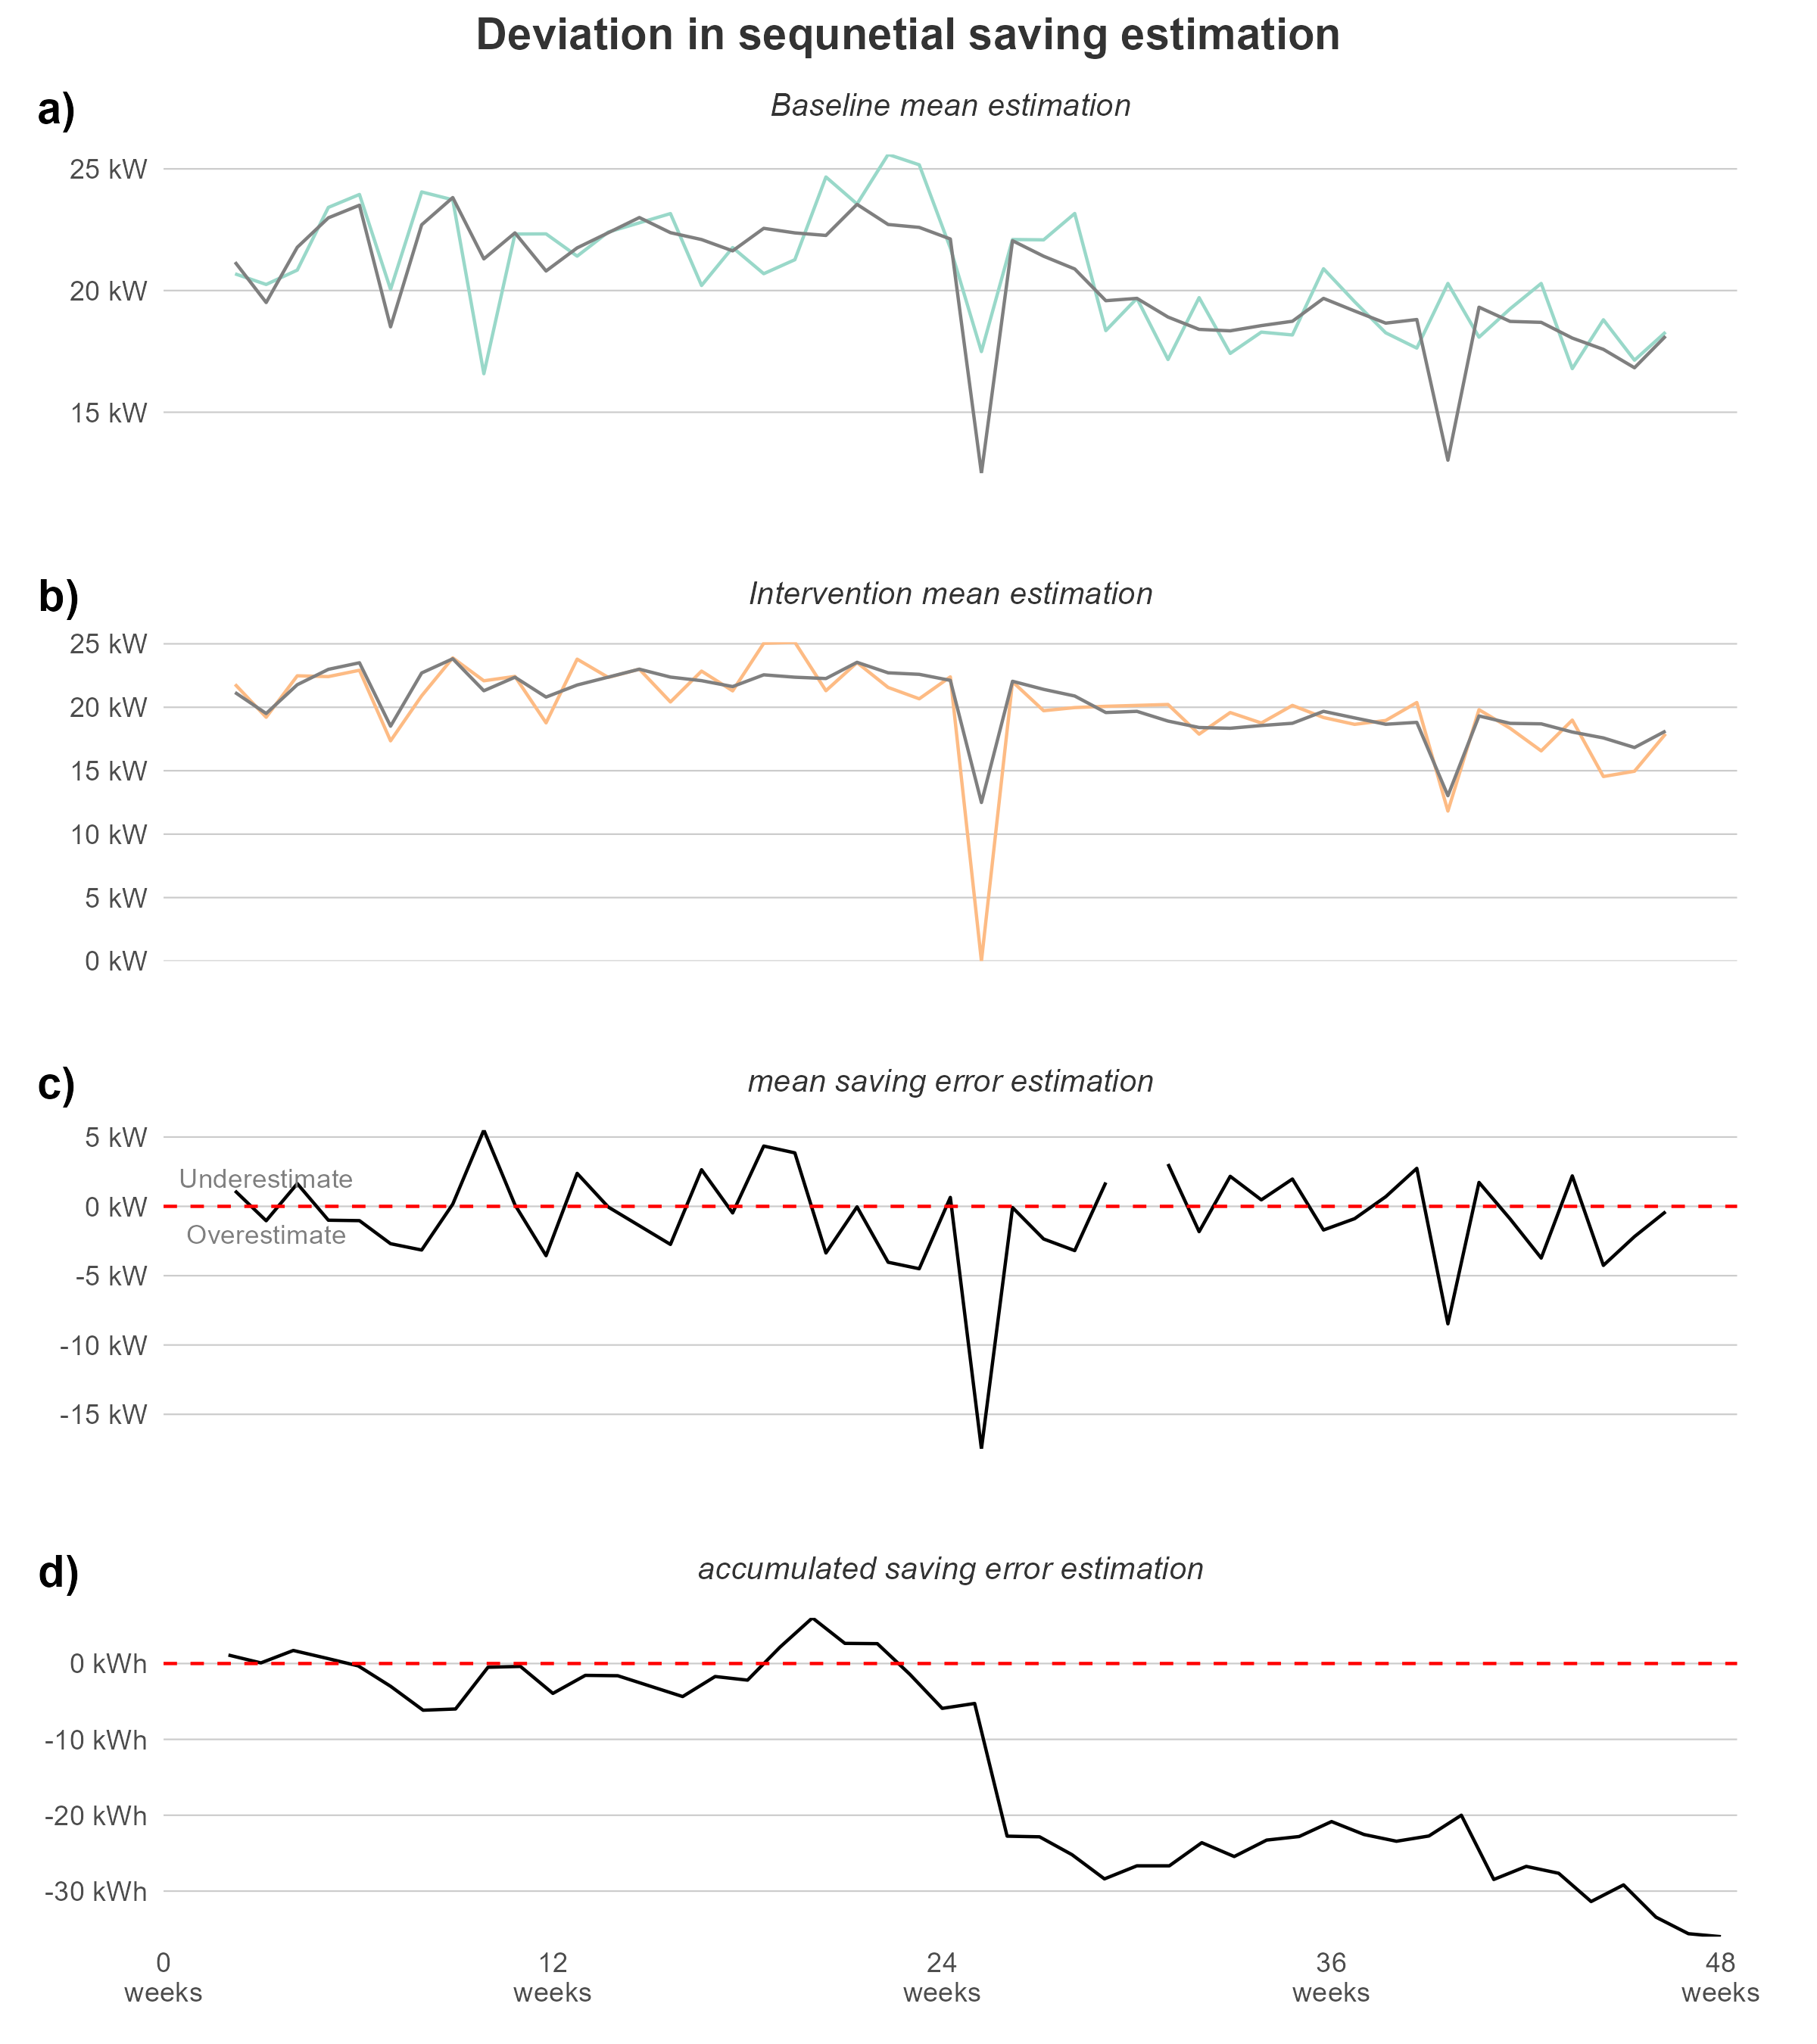 Deviation in sequnetial saving estimation
a)
Baseline mean estimation
25 kW
20 kW
15 kW
b)
Intervention mean estimation
25 kW
20 kW
15 kW
10 kW
5 kW
0 kW
c)
mean saving error estimation
5 kW
Underestimate
0 kW
Overestimate
-5 kW
-10 kW
-15 kW
d)
accumulated saving error estimation
0 kWh
-10 kWh
-20 kWh
-30 kWh
0 12 24 36 48
weeks weeks weeks weeks weeks